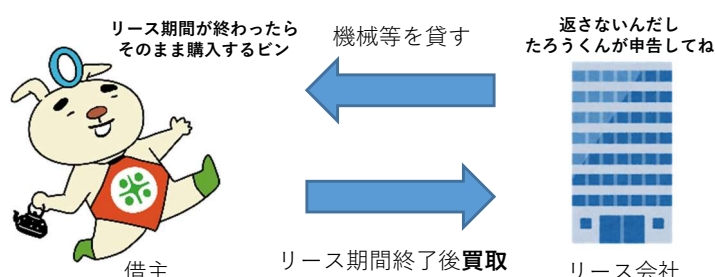 リース期間が終わったら
そのまま購入するビン
機械等を貸す
返さないんだし
たろうくんが申告してね
リース期間終了後買取
借主
リース会社